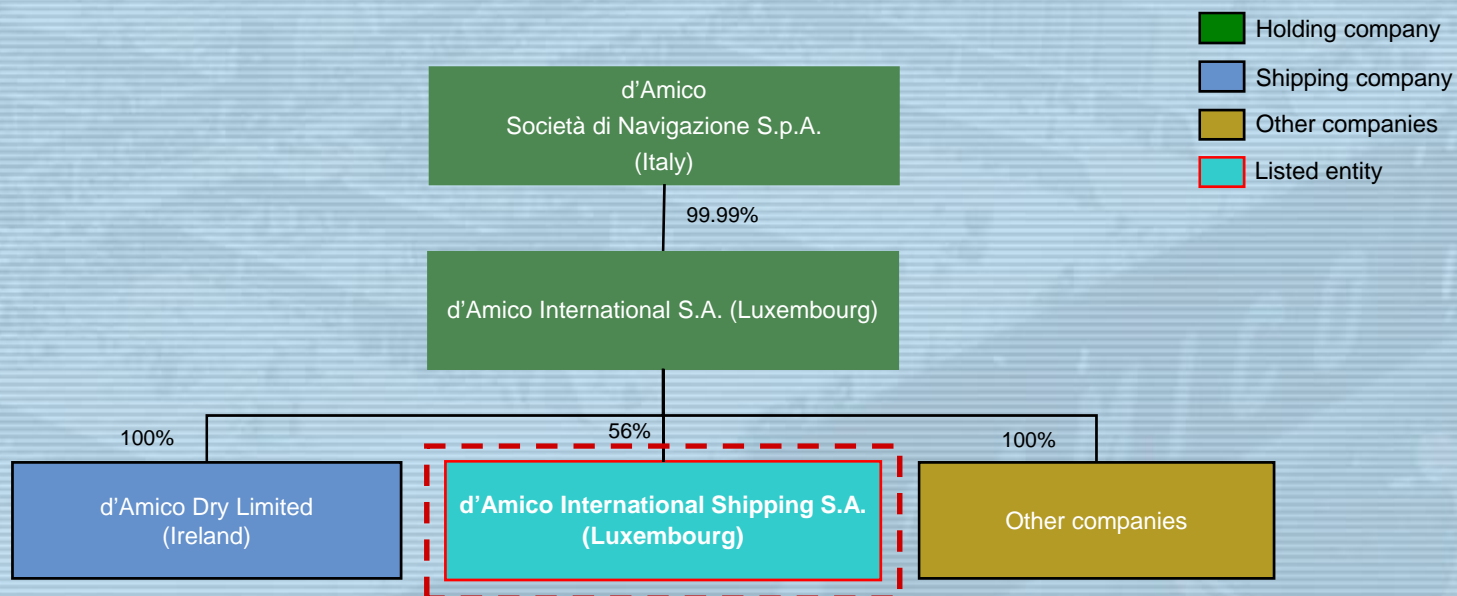 Holding company
Shipping company
Other companies
Listed entity
d’Amico
Società di Navigazione S.p.A.
(Italy)
99.99%
d’Amico International S.A. (Luxembourg)
100%
56%
100%
d’Amico Dry Limited
(Ireland)
d’Amico International Shipping S.A.
(Luxembourg)
Other companies